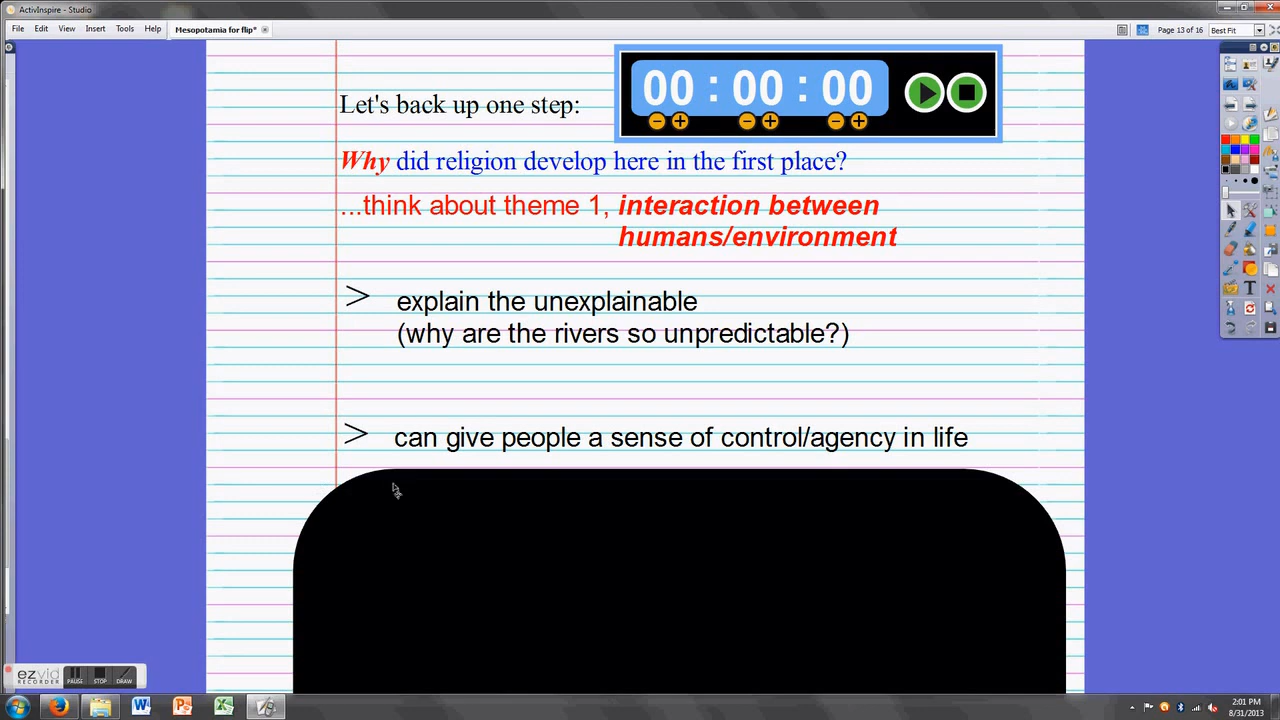 ActivInspire - Studio
File Edit View Insert Tools Help
Mesopotamia for flip*
Page 13 of 16
Best Fit
00 : 00 : 00
Let's back up one step:
Why did religion develop here in the first place?
...think about theme 1, interaction between
humans/environment
> explain the unexplainable
(why are the rivers so unpredictable?)
> can give people a sense of control/agency in life
ezvid
RECORDER
PAUSE STOP DRAW
2:01 PM
8/31/2013